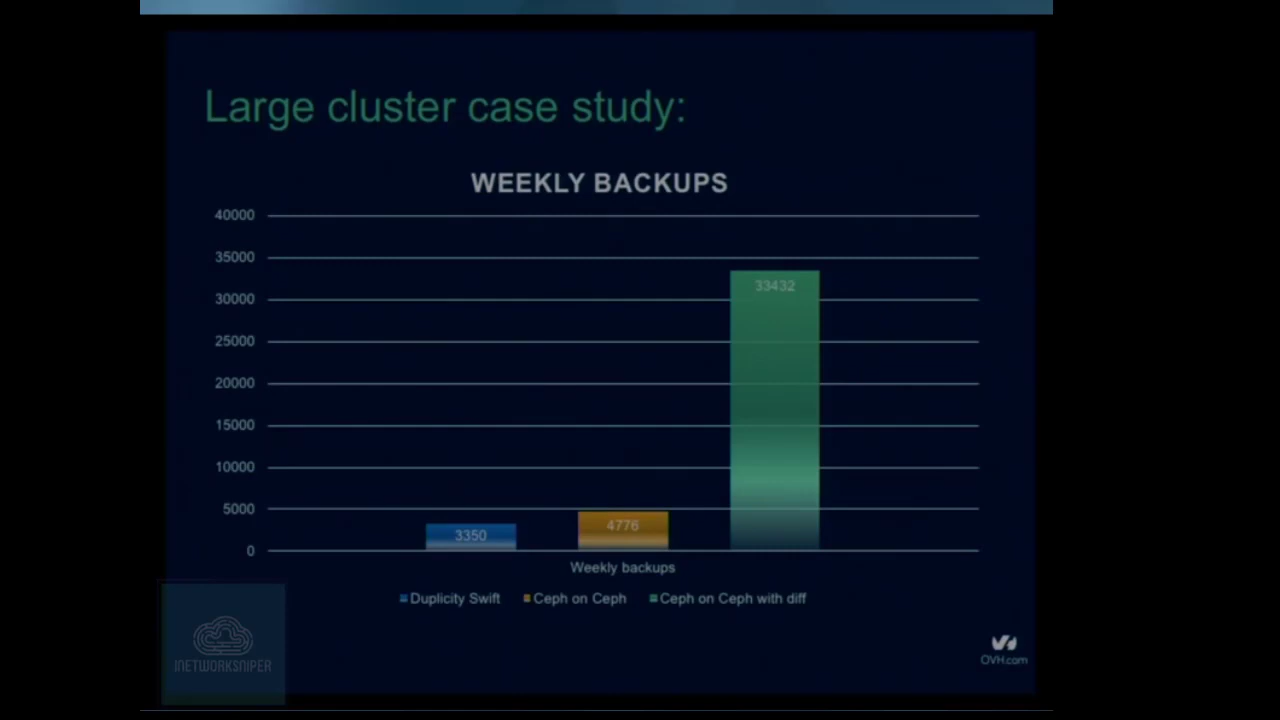 Large cluster case study:
WEEKLY BACKUPS
40000
35000
30000
25000
20000
15000
10000
5000
0
33432
4776
3350
Weekly backups
Duplicity Swift Ceph on Ceph Ceph on Ceph with diff
INETWORKSNIPER
OVH.com